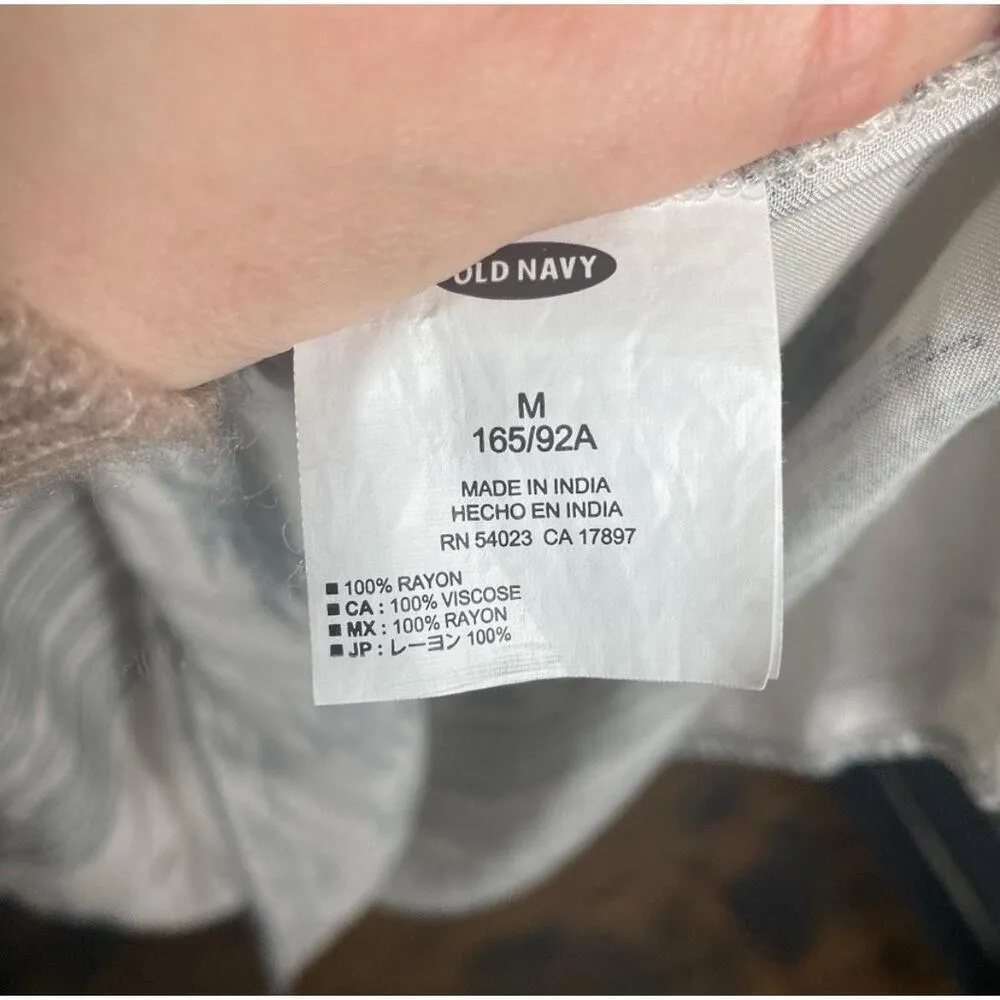 OLD NAVY
M
165/92A
MADE IN INDIA
HECHO EN INDIA
RN 54023 CA 17897
■ 100% RAYON
■ CA : 100% VISCOSE
■ MX : 100% RAYON
■ JP : レーヨン 100%